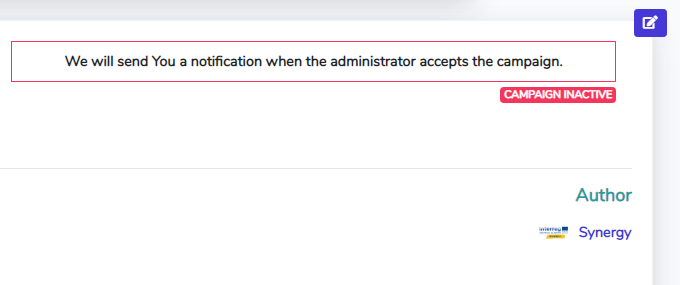 We will send You a notification when the administrator accepts the campaign.
CAMPAIGN INACTIVE
Author
Synergy